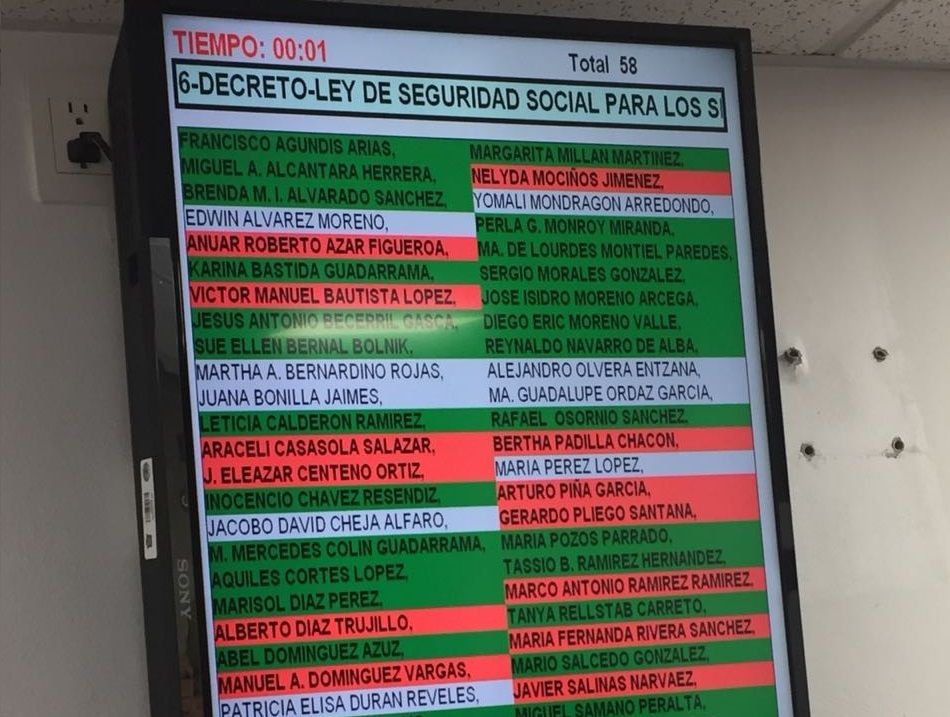 TIEMPO: 00:01
Total 58
6-DECRETO-LEY DE SEGURIDAD SOCIAL PARA LOS S
FRANCISCO AGUNDIS ARIAS,
MIGUEL A. ALCANTARA HERRERA,
BRENDA M. I. ALVARADO SANCHEZ,
EDWIN ALVAREZ MORENO,
ANUAR ROBERTO AZAR FIGUEROA,
KARINA BASTIDA GUADARRAMA,
VICTOR MANUEL BAUTISTA LOPEZ,
JESUS ANTONIO BECERRIL GASCA,
SUE ELLEN BERNAL BOLNIK,
MARTHA A. BERNARDINO ROJAS,
JUANA BONILLA JAIMES,
LETICIA CALDERON RAMIREZ,
ARACELI CASASOLA SALAZAR,
J. ELEAZAR CENTENO ORTIZ,
INOCENCIO CHAVEZ RESENDIZ,
JACOBO DAVID CHEJA ALFARO,
M. MERCEDES COLIN GUADARRAMA,
AQUILES CORTES LOPEZ,
MARISOL DIAZ PEREZ,
ALBERTO DIAZ TRUJILLO,
ABEL DOMINGUEZ AZUZ,
MANUEL A. DOMINGUEZ VARGAS,
PATRICIA ELISA DURAN REVELES,
MARGARITA MILLAN MARTINEZ,
NELYDA MOCIÑOS JIMENEZ,
YOMALI MONDRAGON ARREDONDO,
PERLA G. MONROY MIRANDA,
MA. DE LOURDES MONTIEL PAREDES,
SERGIO MORALES GONZALEZ,
JOSE ISIDRO MORENO ARCEGA,
DIEGO ERIC MORENO VALLE,
REYNALDO NAVARRO DE ALBA,
ALEJANDRO OLVERA ENTZANA,
MA. GUADALUPE ORDAZ GARCIA,
RAFAEL OSORNIO SANCHEZ,
BERTHA PADILLA CHACON,
MARIA PEREZ LOPEZ,
ARTURO PIÑA GARCIA,
GERARDO PLIEGO SANTANA,
MARIA POZOS PARRADO,
TASSIO B. RAMIREZ HERNANDEZ,
MARCO ANTONIO RAMIREZ RAMIREZ,
TANYA RELLSTAB CARRETO,
MARIA FERNANDA RIVERA SANCHEZ,
MARIO SALCEDO GONZALEZ,
JAVIER SALINAS NARVAEZ,
MIGUEL SAMANO PERALTA,
SONY